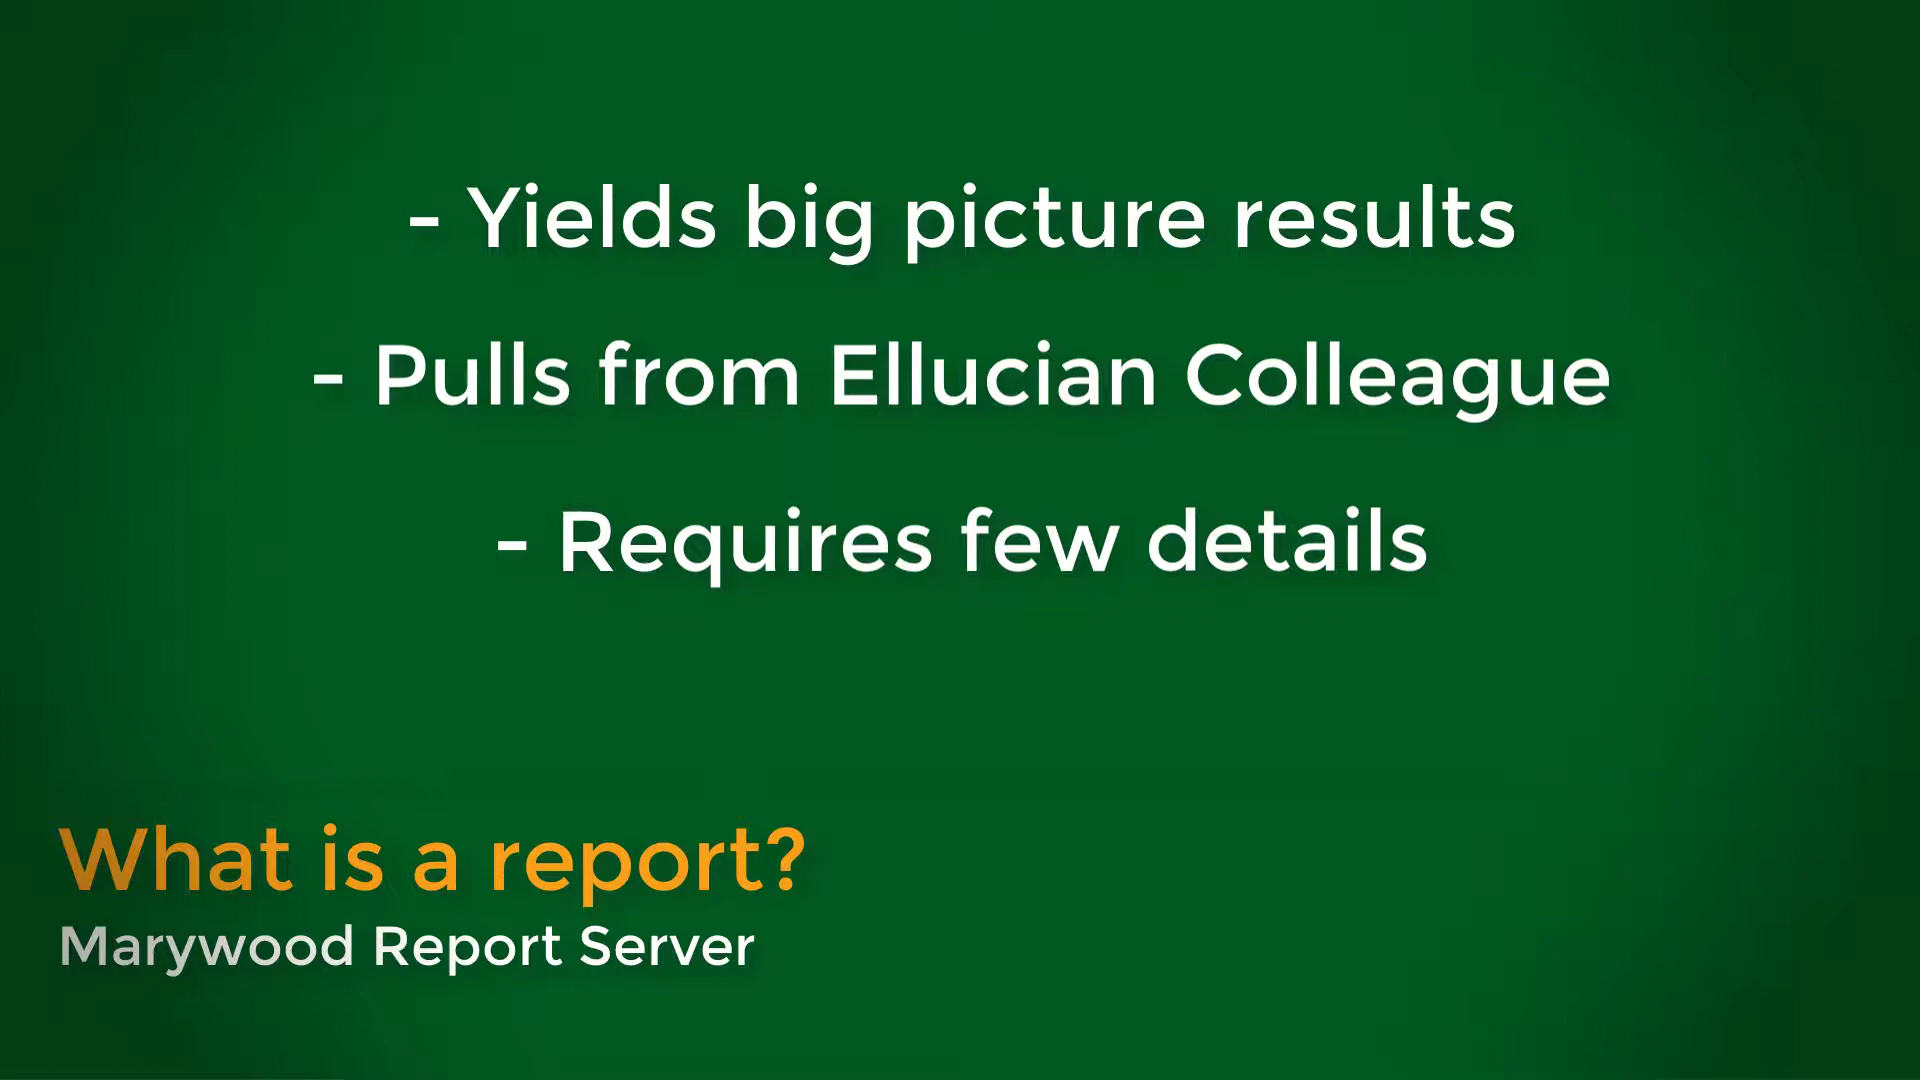 - Yields big picture results
- Pulls from Ellucian Colleague
- Requires few details
What is a report?
Marywood Report Server